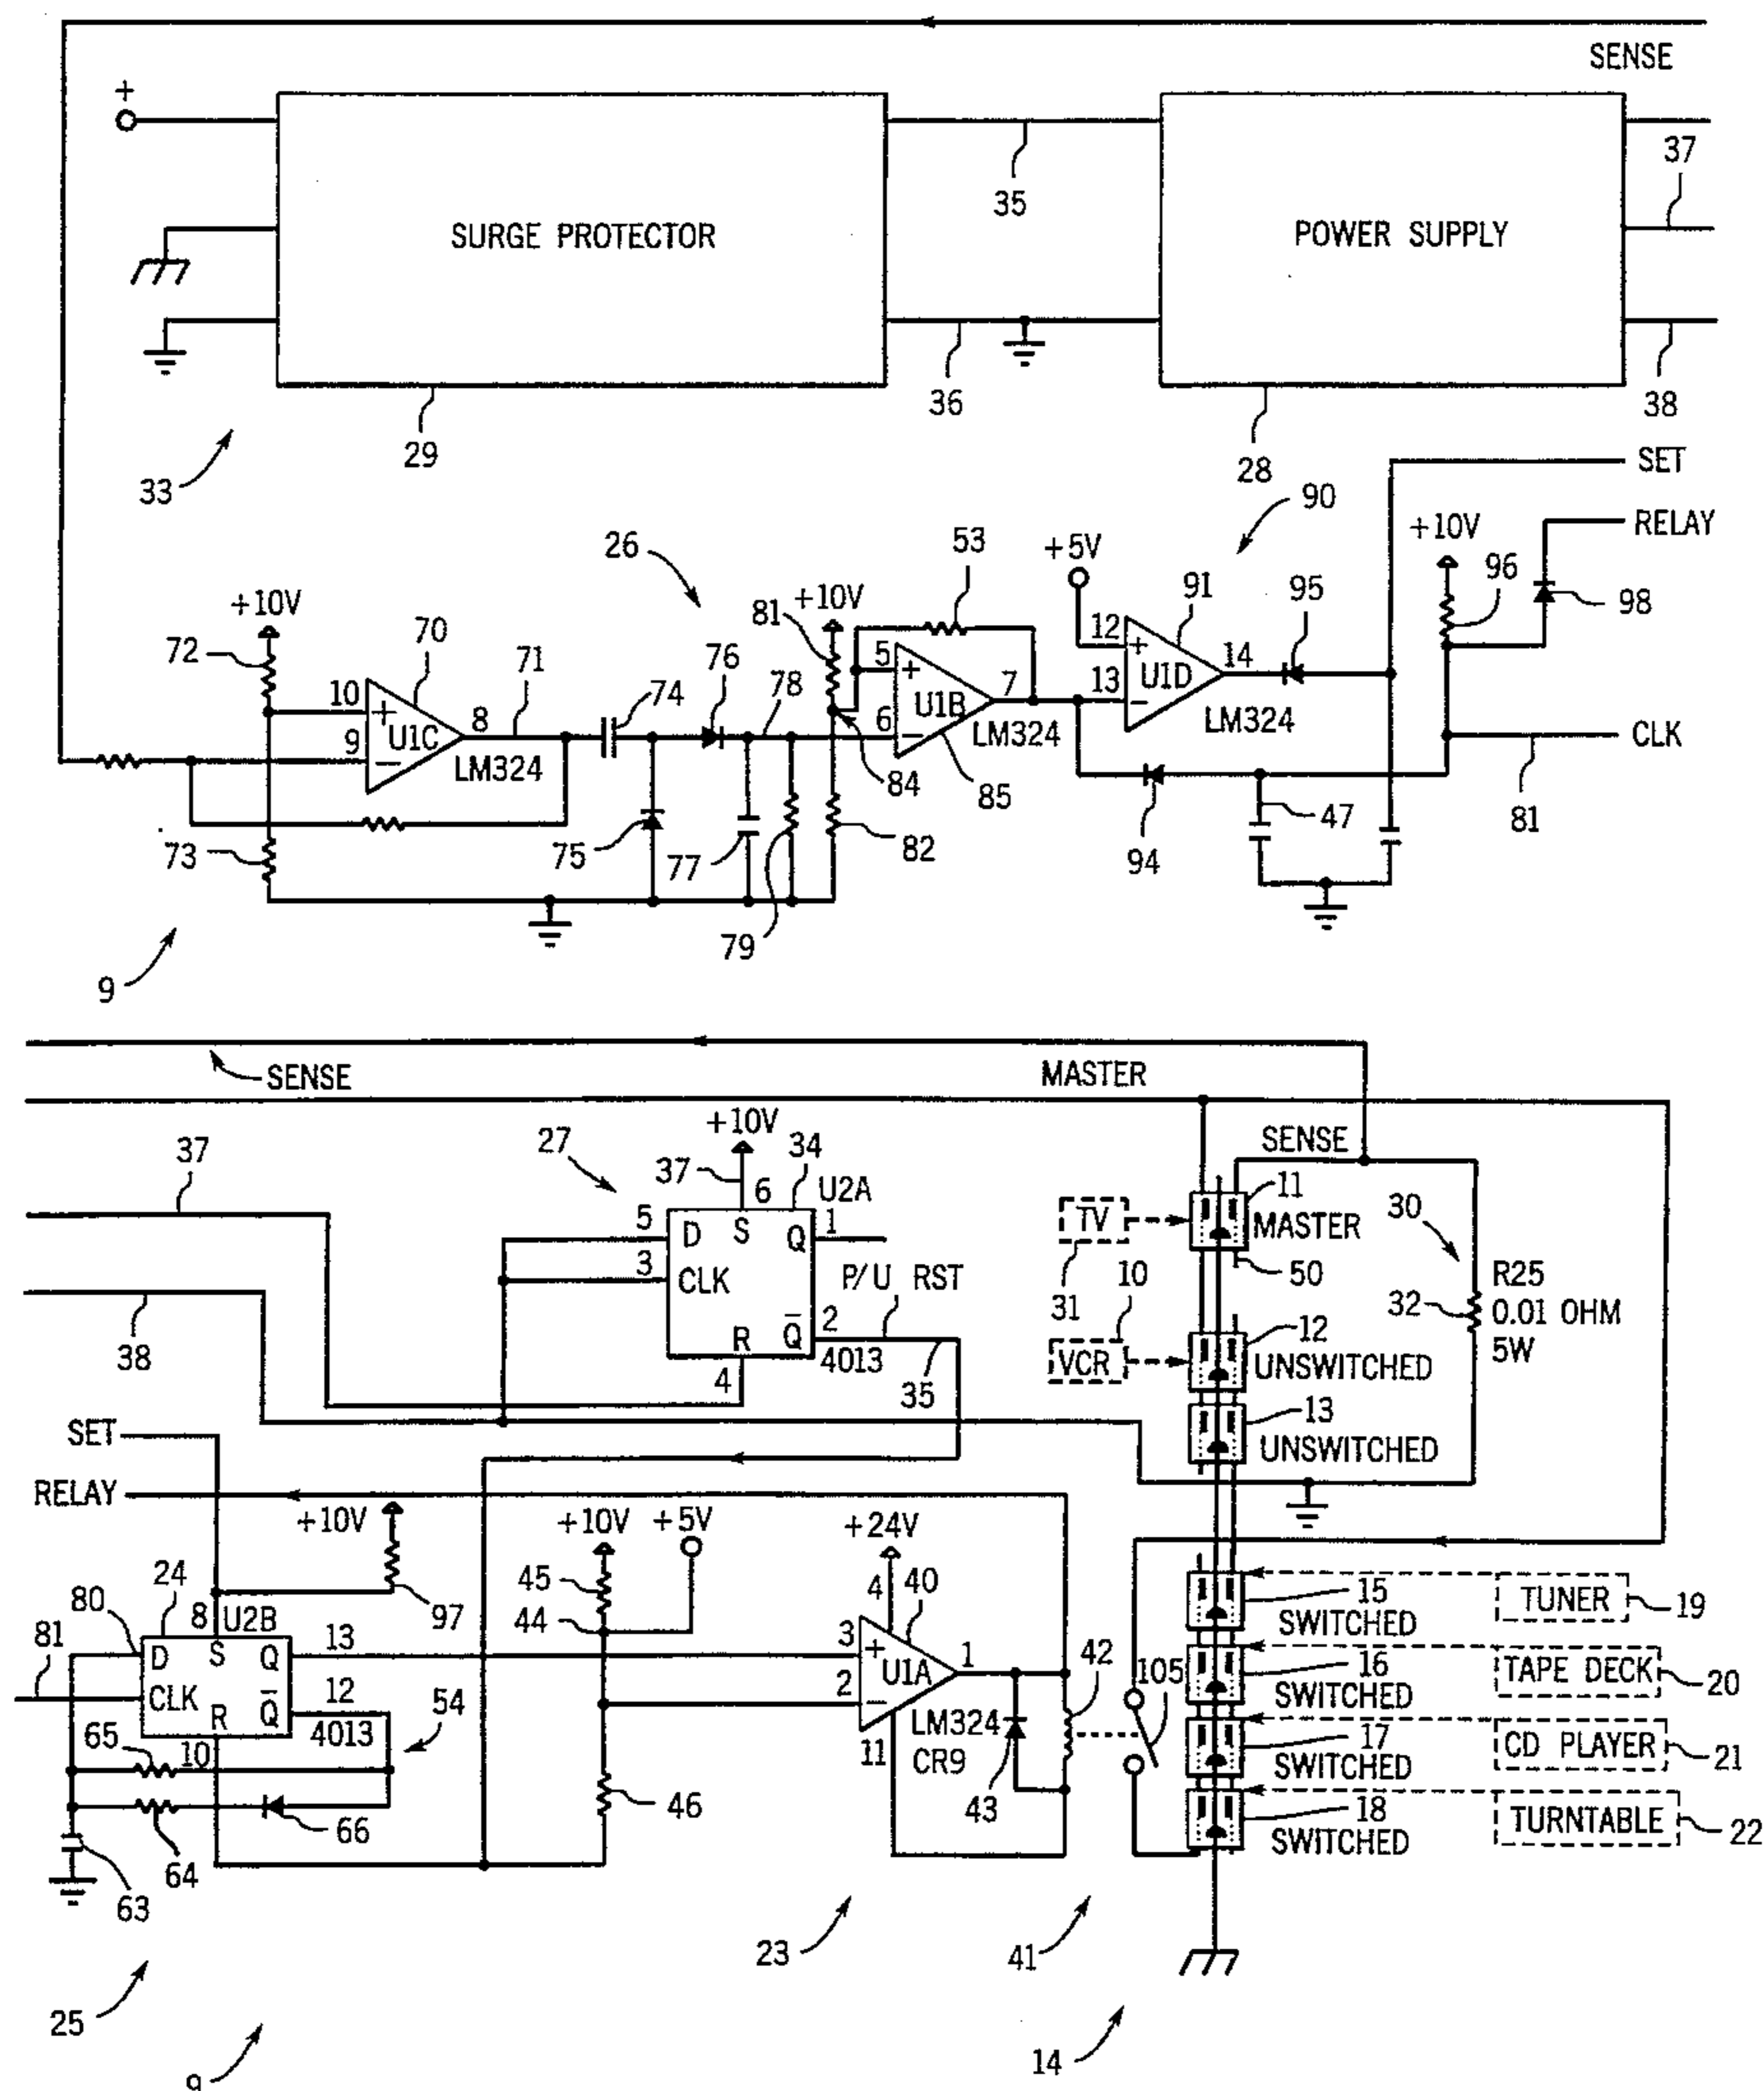 SENSE
+
SURGE PROTECTOR
35
POWER SUPPLY
37
36
38
29
28
33
SET
90
RELAY
26
53
+5V
+10V
96
98
+10V
81
+10V
91
95
72
70
76
12
+
14
74
78
5
+
7
13
U1D
10
+
71
U1B
−
LM324
CLK
9
U1C
8
6
−
LM324
−
LM324
84
85
47
81
73
75
77
82
94
79
9
SENSE
MASTER
+10V
27
34
SENSE
37
37
6
U2A
11
TV
MASTER
30
5
D
S
Q
1
3
CLK
P/U RST
50
R25
31
10
32
0.01 OHM
38
R
Q̅
2
12
5W
4013
VCR
UNSWITCHED
4
35
13
SET
UNSWITCHED
RELAY
+10V
+10V
+5V
+24V
24
45
4
40
15
TUNER
19
80
8
U2B
97
44
SWITCHED
81
D
S
Q
13
3
+
U1A
1
42
105
16
TAPE DECK
20
CLK
12
2
−
SWITCHED
R
Q̅
4013
54
LM324
17
CD PLAYER
21
65
10
11
CR9
SWITCHED
66
46
43
18
TURNTABLE
22
64
SWITCHED
63
23
41
25
14
9